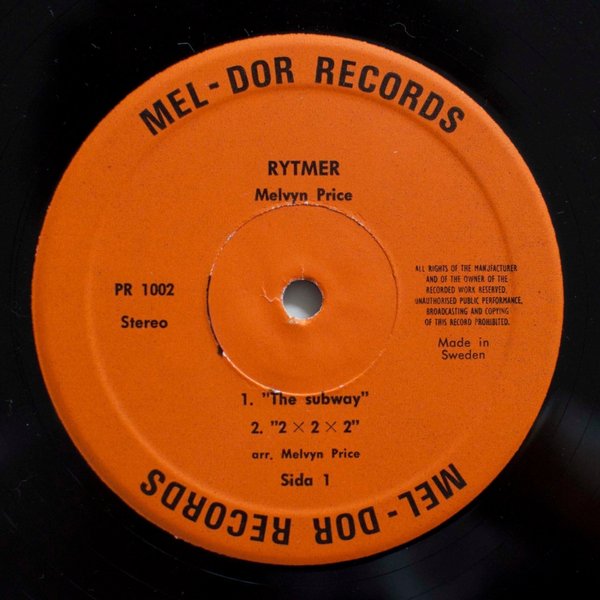 MEL-DOR RECORDS
RYTMER
Melvyn Price
PR 1002
Stereo
ALL RIGHTS OF THE MANUFACTURER
AND OF THE OWNER OF THE
RECORDED WORK RESERVED.
UNAUTHORISED PUBLIC PERFORMANCE,
BROADCASTING AND COPYING
OF THIS RECORD PROHIBITED.
Made in
Sweden
1. "The subway"
2. "2 × 2 × 2"
arr. Melvyn Price
Sida 1
MEL-DOR RECORDS